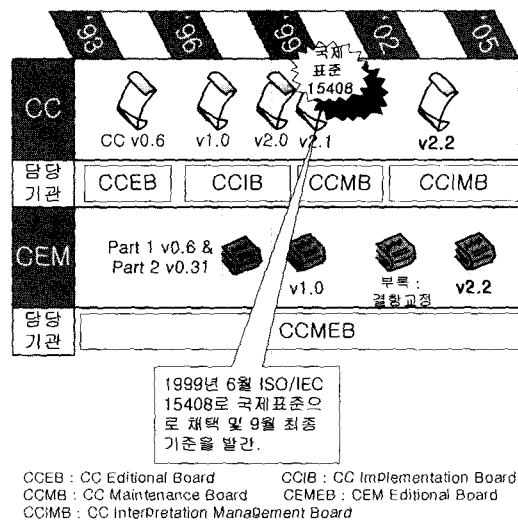 '93 '96 '99 '02 '05
국제
표준
15408
CC
CC v0.6 v1.0 v2.0 v2.1 v2.2
담당
기관
CCEB CCIB CCMB CCIMB
CEM
Part 1 v0.6 &
Part 2 v0.31
v1.0
부록 :
결함교정
v2.2
담당
기관
CCMEB
1999년 6월 ISO/IEC
15408로 국제표준으
로 채택 및 9월 최종
기준을 발간.
CCEB : CC Editional Board CCIB : CC Implementation Board
CCMB : CC Maintenance Board CEMEB : CEM Editional Board
CCIMB : CC Interpretation Management Board